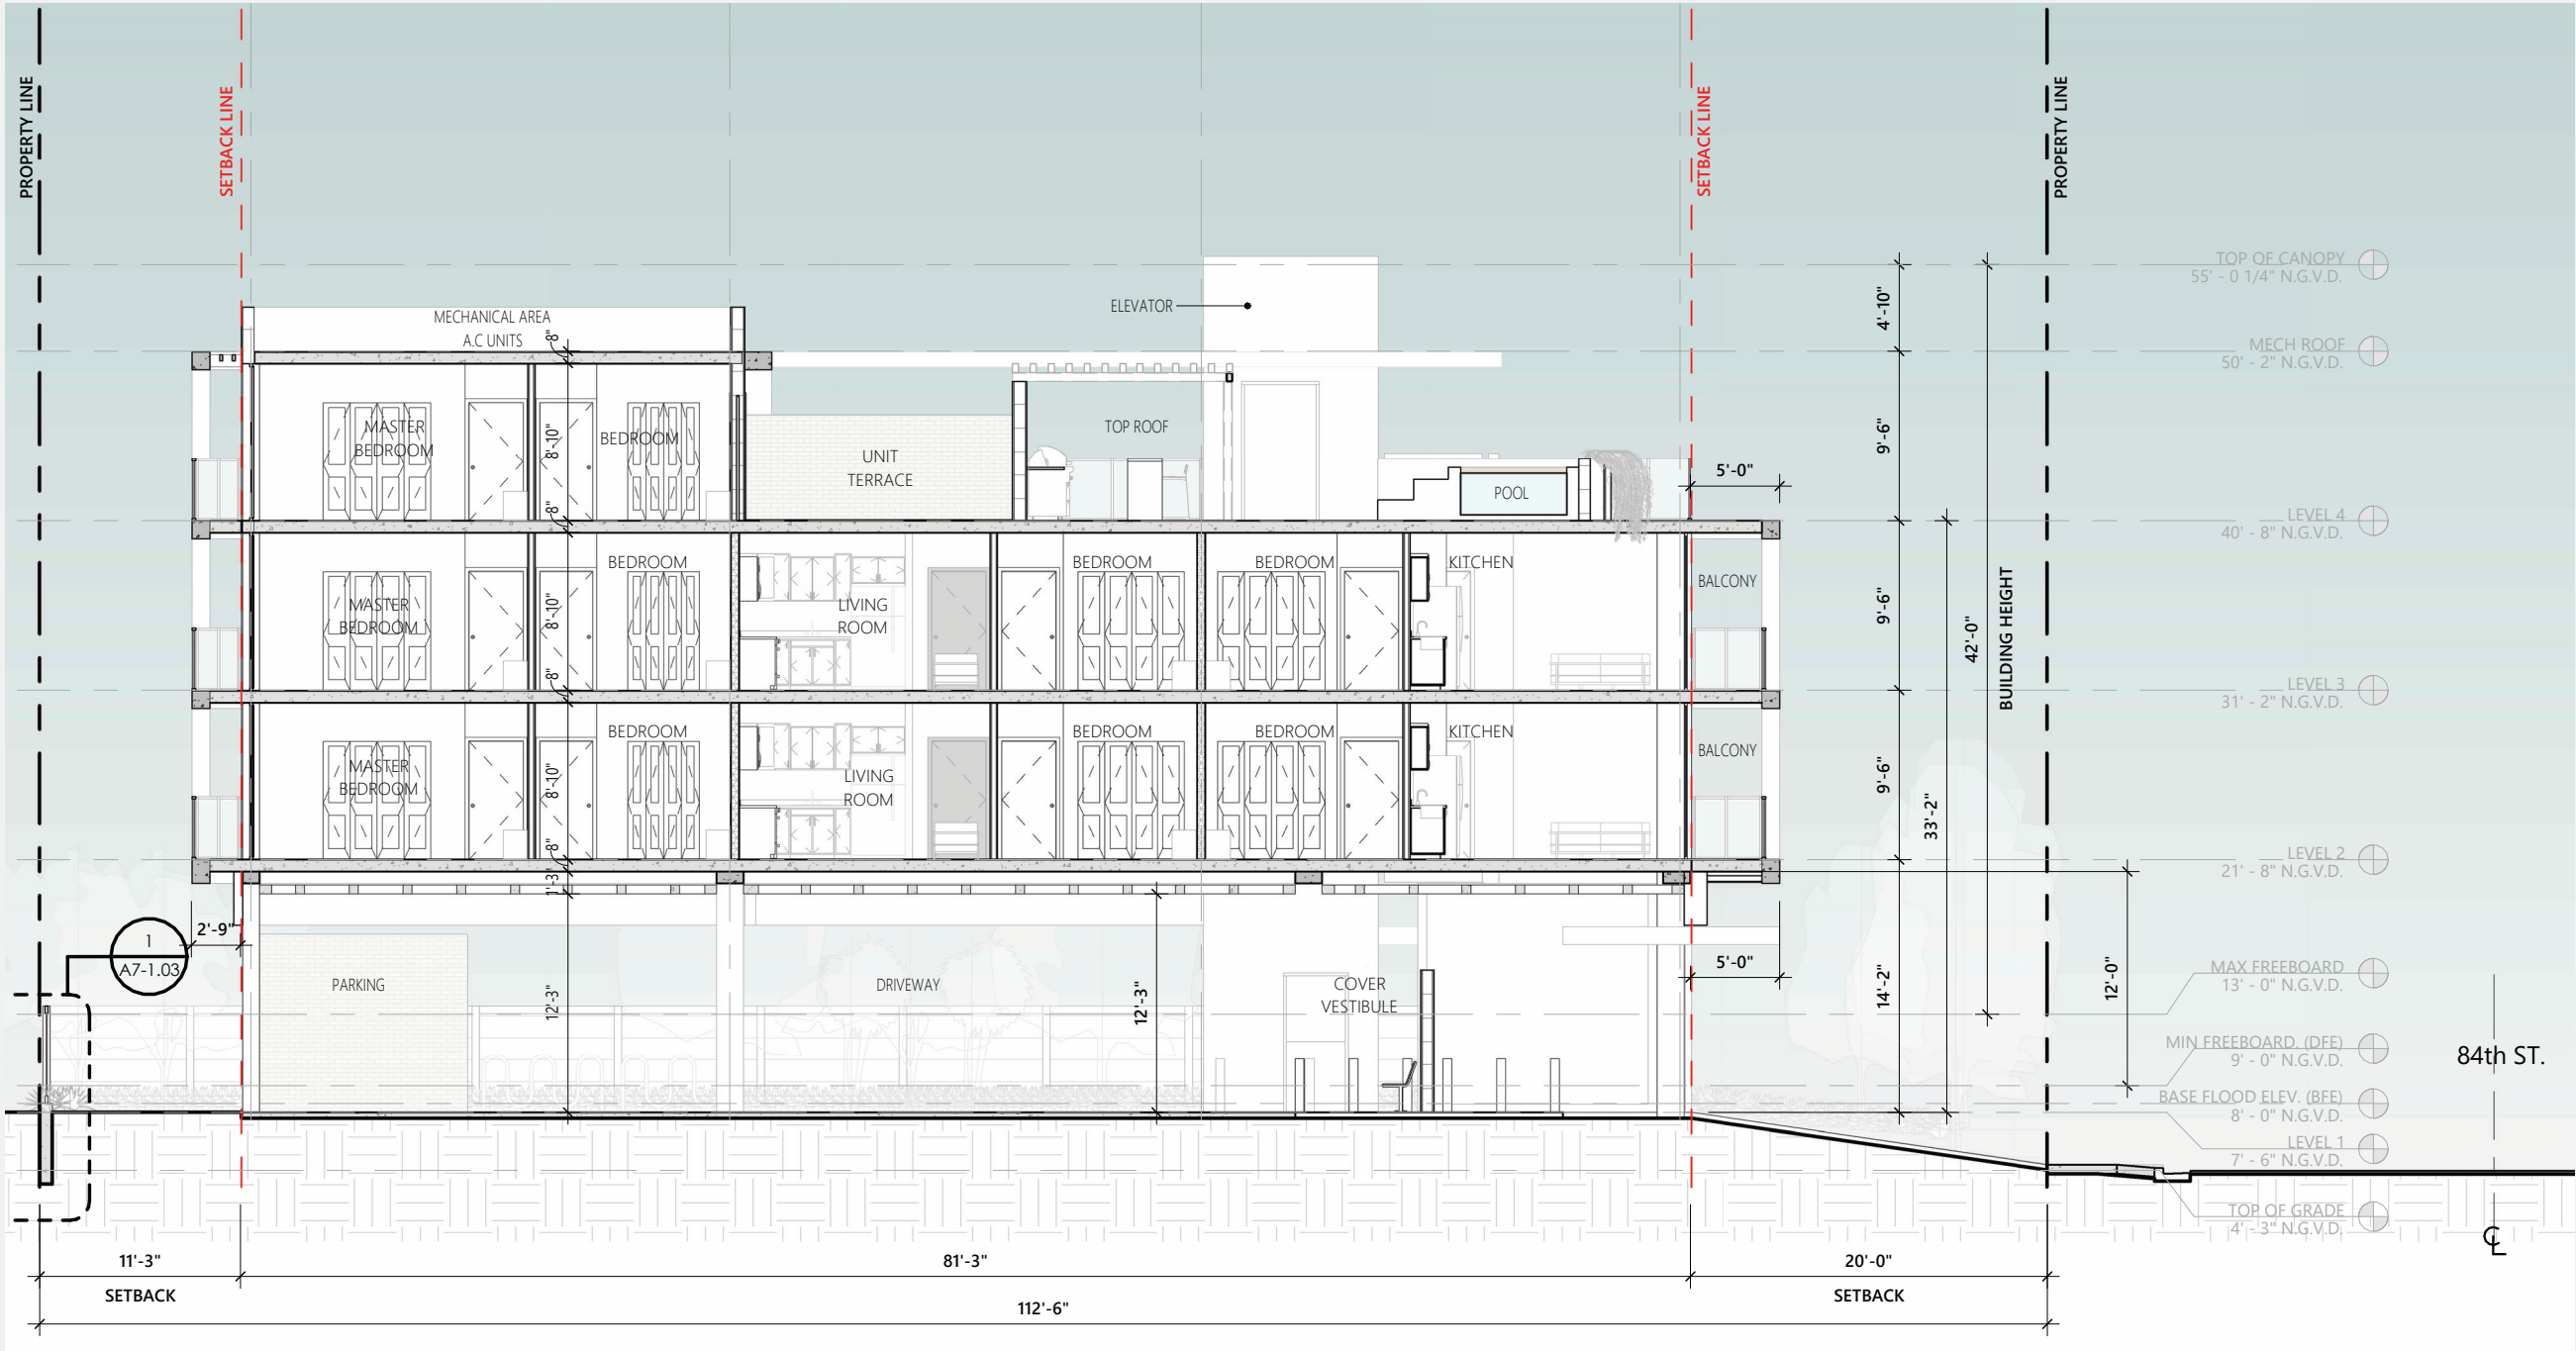 PROPERTY LINE
SETBACK LINE
SETBACK LINE
PROPERTY LINE
TOP OF CANOPY
55' - 0 1/4" N.G.V.D.
4'-10"
ELEVATOR
MECHANICAL AREA
A.C UNITS
8"
MECH ROOF
50' - 2" N.G.V.D.
MASTER
BEDROOM
8'-10"
BEDROOM
UNIT
TERRACE
TOP ROOF
POOL
5'-0"
9'-6"
8"
LEVEL 4
40' - 8" N.G.V.D.
BEDROOM
BEDROOM
BEDROOM
KITCHEN
BALCONY
MASTER
BEDROOM
8'-10"
LIVING
ROOM
9'-6"
42'-0"
BUILDING HEIGHT
8"
LEVEL 3
31' - 2" N.G.V.D.
BEDROOM
BEDROOM
BEDROOM
KITCHEN
BALCONY
MASTER
BEDROOM
8'-10"
LIVING
ROOM
9'-6"
33'-2"
8"
LEVEL 2
21' - 8" N.G.V.D.
1'-3"
2'-9"
1
A7-1.03
PARKING
12'-3"
DRIVEWAY
12'-3"
COVER
VESTIBULE
5'-0"
14'-2"
12'-0"
MAX FREEBOARD
13' - 0" N.G.V.D.
MIN FREEBOARD. (DFE)
9' - 0" N.G.V.D.
84th ST.
BASE FLOOD ELEV. (BFE)
8' - 0" N.G.V.D.
LEVEL 1
7' - 6" N.G.V.D.
TOP OF GRADE
4' - 3" N.G.V.D.
CL
11'-3"
81'-3"
20'-0"
SETBACK
SETBACK
112'-6"